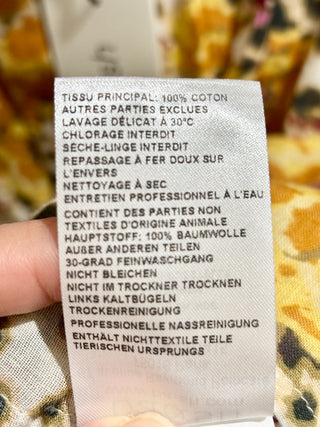 TISSU PRINCIPAL: 100% COTON
AUTRES PARTIES EXCLUES
LAVAGE DÉLICAT À 30°C
CHLORAGE INTERDIT
SÈCHE-LINGE INTERDIT
REPASSAGE À FER DOUX SUR
L'ENVERS
NETTOYAGE À SEC
ENTRETIEN PROFESSIONNEL À L'EAU
CONTIENT DES PARTIES NON
TEXTILES D'ORIGINE ANIMALE
HAUPTSTOFF: 100% BAUMWOLLE
AUßER ANDEREN TEILEN
30-GRAD FEINWASCHGANG
NICHT BLEICHEN
NICHT IM TROCKNER TROCKNEN
LINKS KALTBÜGELN
TROCKENREINIGUNG
PROFESSIONELLE NASSREINIGUNG
ENTHÄLT NICHTTEXTILE TEILE
TIERISCHEN URSPRUNGS